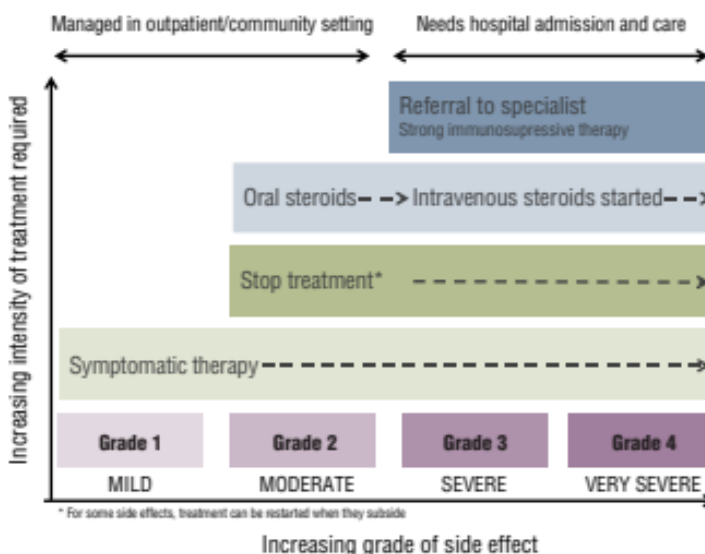 Managed in outpatient/community setting
Needs hospital admission and care
Increasing intensity of treatment required
Referral to specialist
Strong immunosupressive therapy
Oral steroids
Intravenous steroids started
Stop treatment*
Symptomatic therapy
Grade 1
Grade 2
Grade 3
Grade 4
MILD
MODERATE
SEVERE
VERY SEVERE
* For some side effects, treatment can be restarted when they subside
Increasing grade of side effect